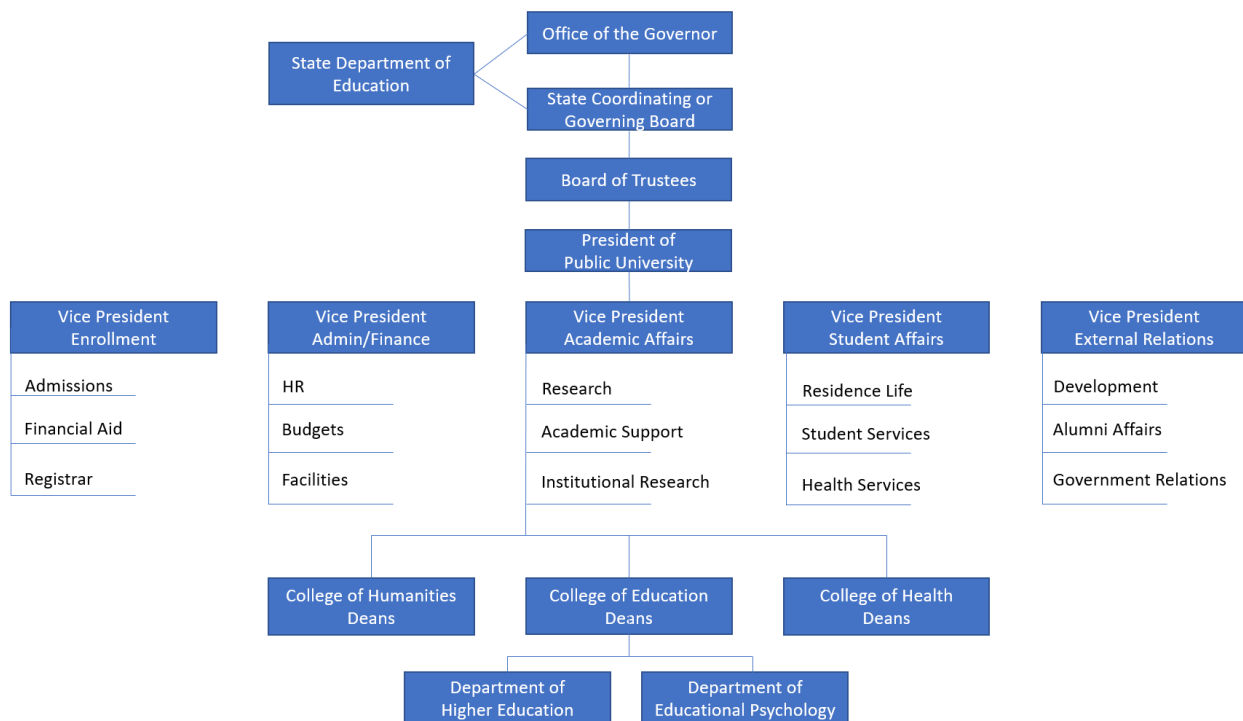 Office of the Governor
State Department of
Education
State Coordinating or
Governing Board
Board of Trustees
President of
Public University
Vice President
Enrollment
Admissions
Financial Aid
Registrar
Vice President
Admin/Finance
HR
Budgets
Facilities
Vice President
Academic Affairs
Research
Academic Support
Institutional Research
Vice President
Student Affairs
Residence Life
Student Services
Health Services
Vice President
External Relations
Development
Alumni Affairs
Government Relations
College of Humanities
Deans
College of Education
Deans
College of Health
Deans
Department of
Higher Education
Department of
Educational Psychology